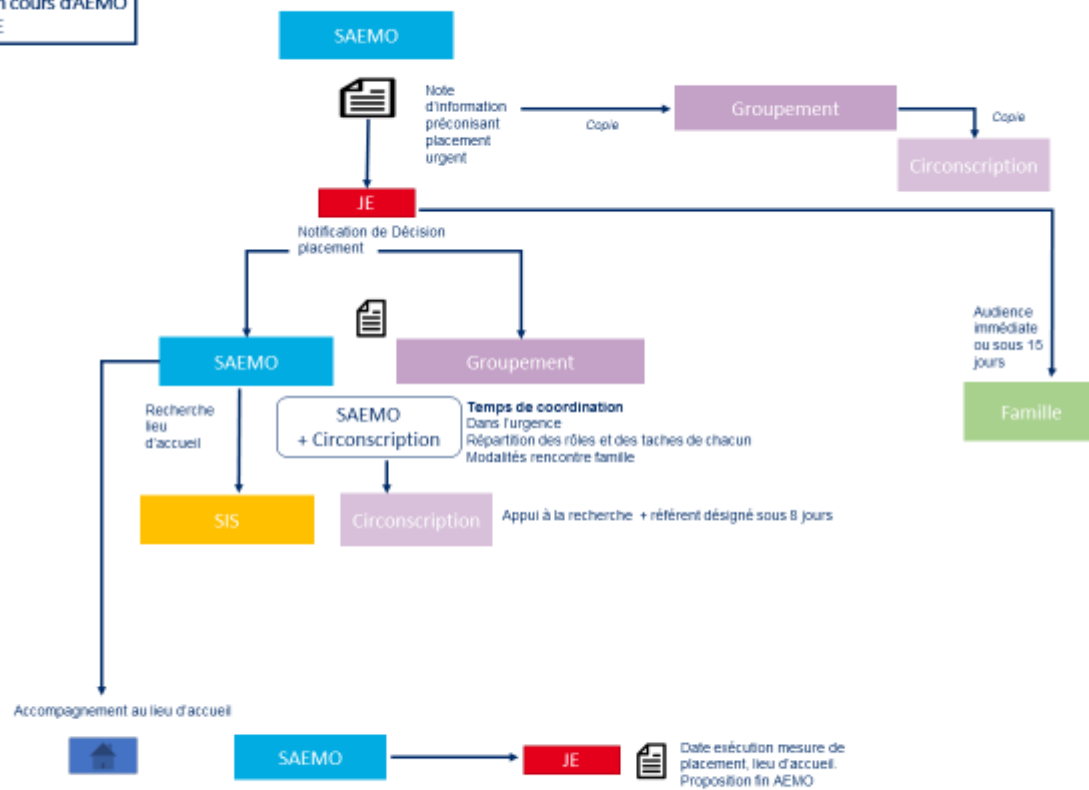 n cours d'AEMO
E
SAEMO
Note
d'information
préconisant
placement
urgent
Copie
Groupement
Copie
Circonscription
JE
Notification de Décision
placement
SAEMO
Groupement
Audience
immédiate
ou sous 15
jours
Famille
Recherche
lieu
d'accueil
SAEMO
+ Circonscription
Temps de coordination
Dans l'urgence
Répartition des rôles et des taches de chacun
Modalités rencontre famille
SIS
Circonscription
Appui à la recherche + référent désigné sous 8 jours
Accompagnement au lieu d'accueil
SAEMO
JE
Date exécution mesure de
placement, lieu d'accueil.
Proposition fin AEMO